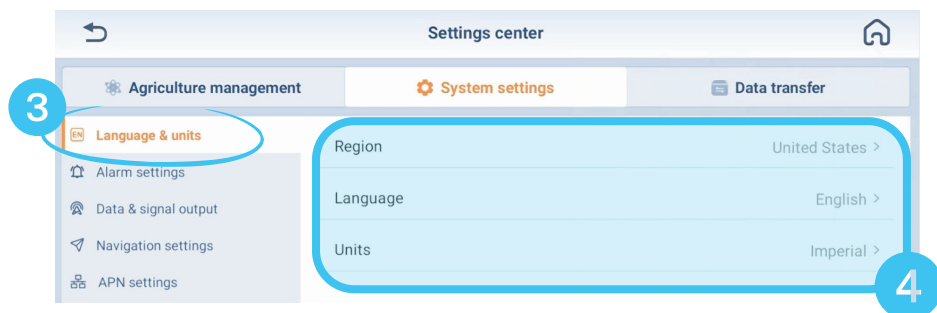 Settings center
Agriculture management
System settings
Data transfer
3
EN
Language & units
Alarm settings
Data & signal output
Navigation settings
APN settings
Region
United States >
Language
English >
Units
Imperial >
4